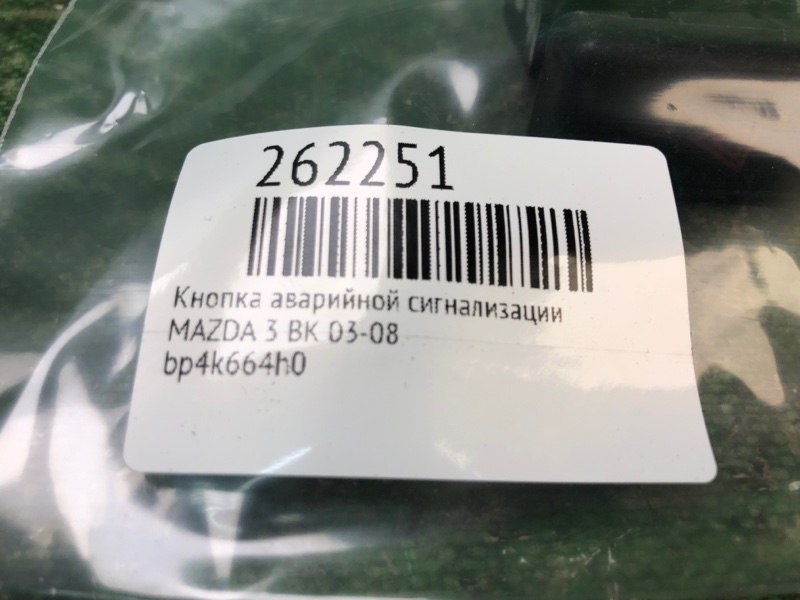 262251
Кнопка аварийной сигнализации
MAZDA 3 BK 03-08
bp4k664h0